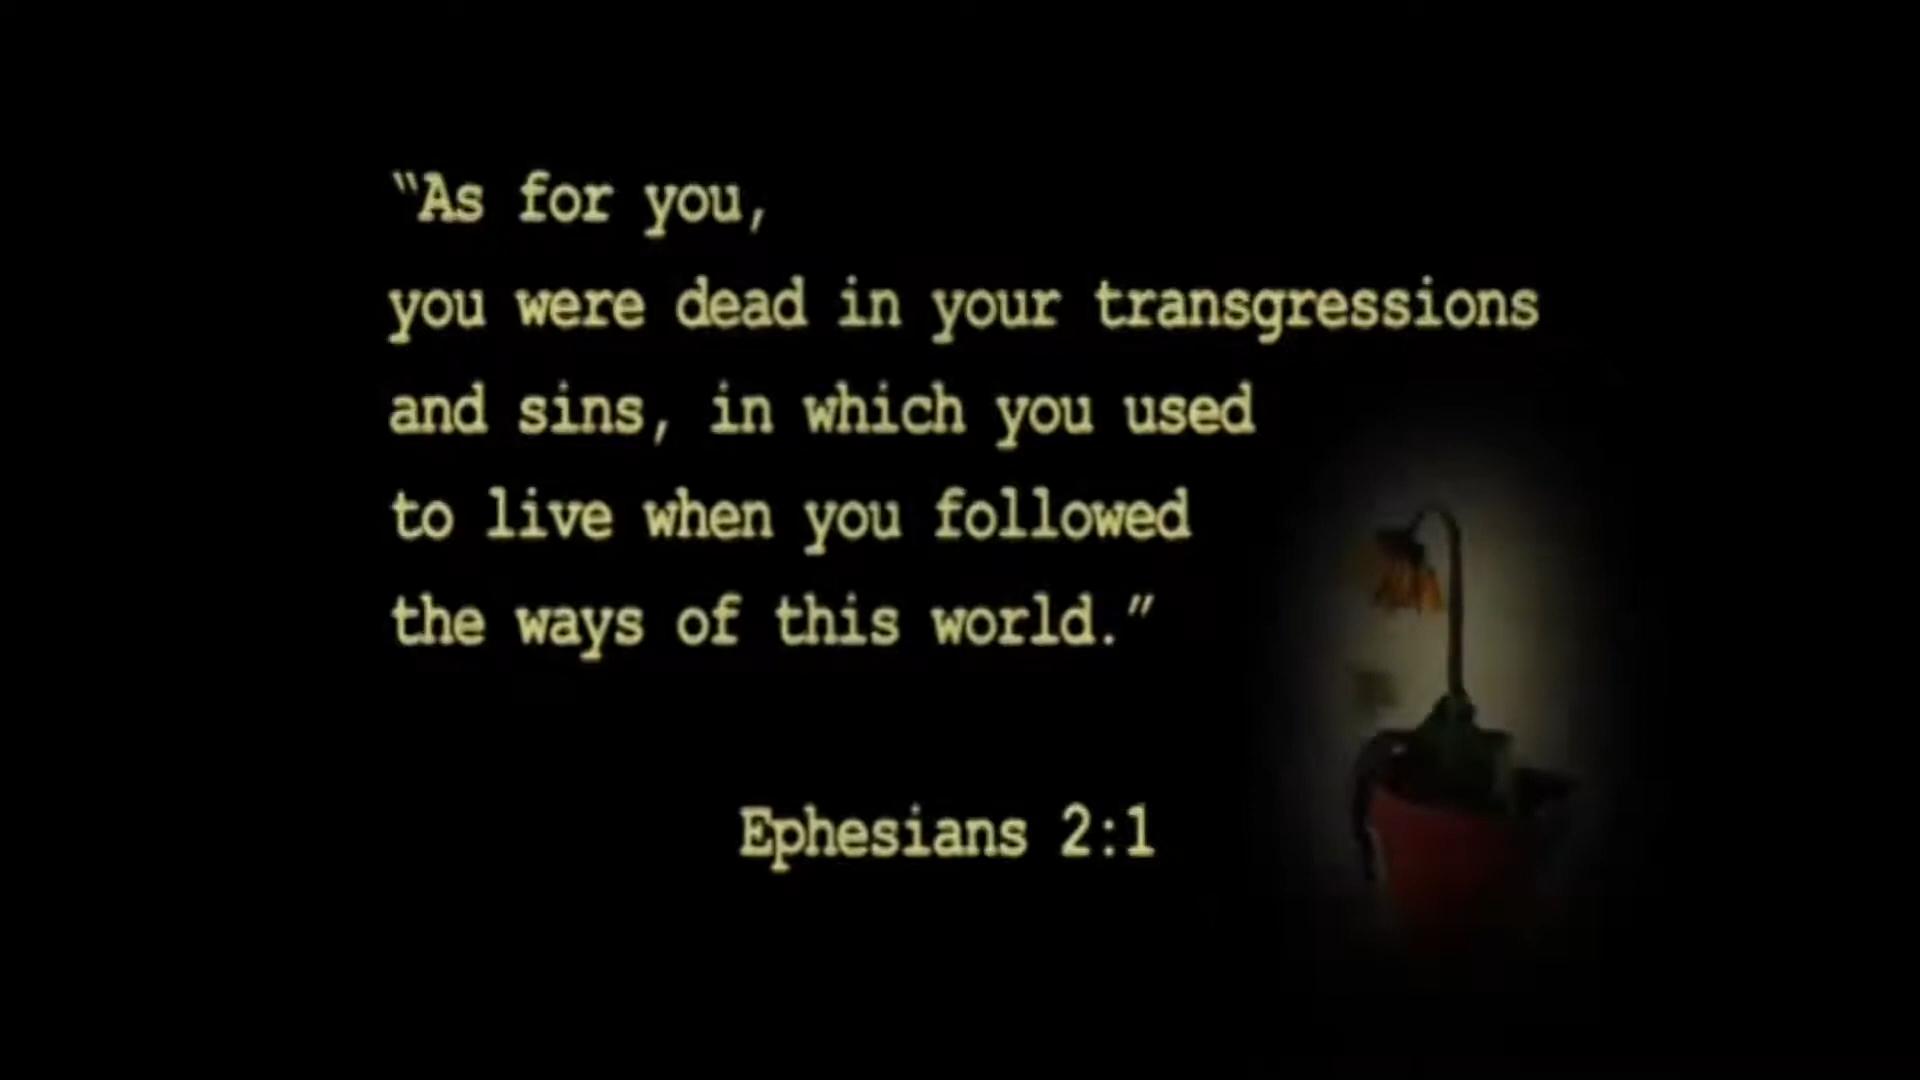 “As for you,
you were dead in your transgressions
and sins, in which you used
to live when you followed
the ways of this world.”
Ephesians 2:1